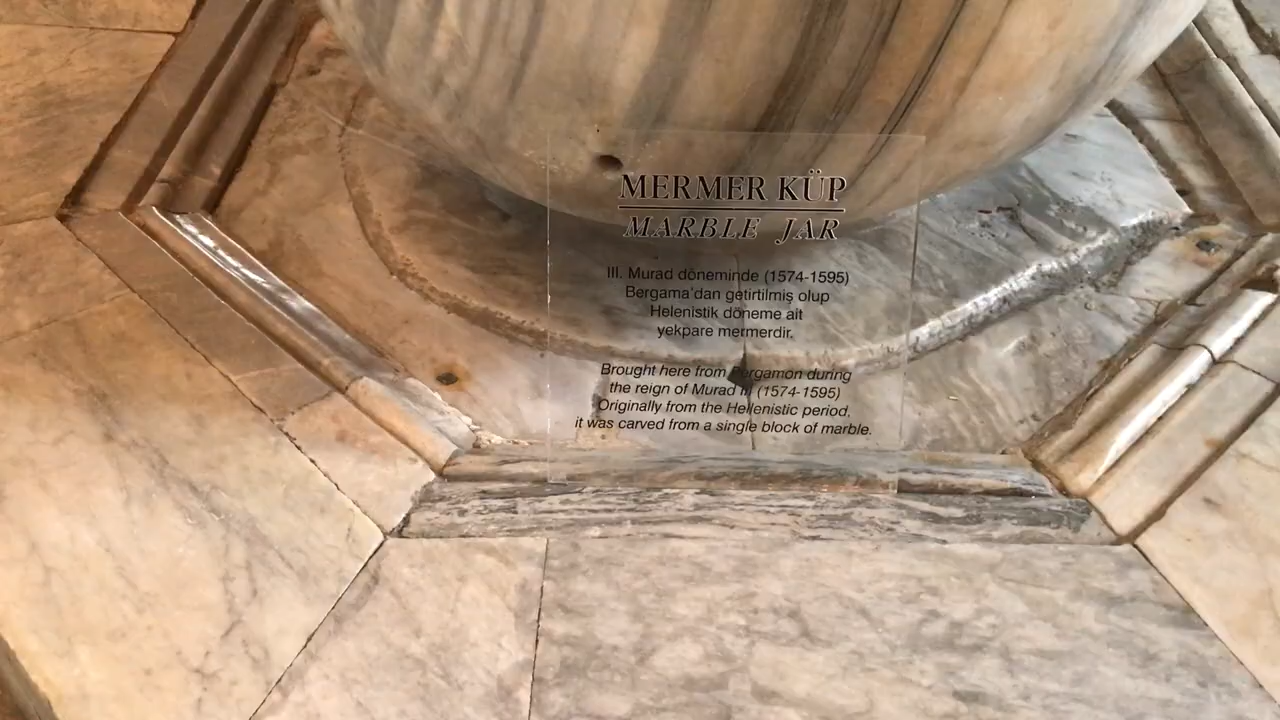 MERMER KÜP
MARBLE JAR
III. Murad döneminde (1574-1595)
Bergama'dan getirtilmiş olup
Helenistik döneme ait
yekpare mermerdir.
Brought here from Pergamon during
the reign of Murad III (1574-1595)
Originally from the Hellenistic period,
it was carved from a single block of marble.